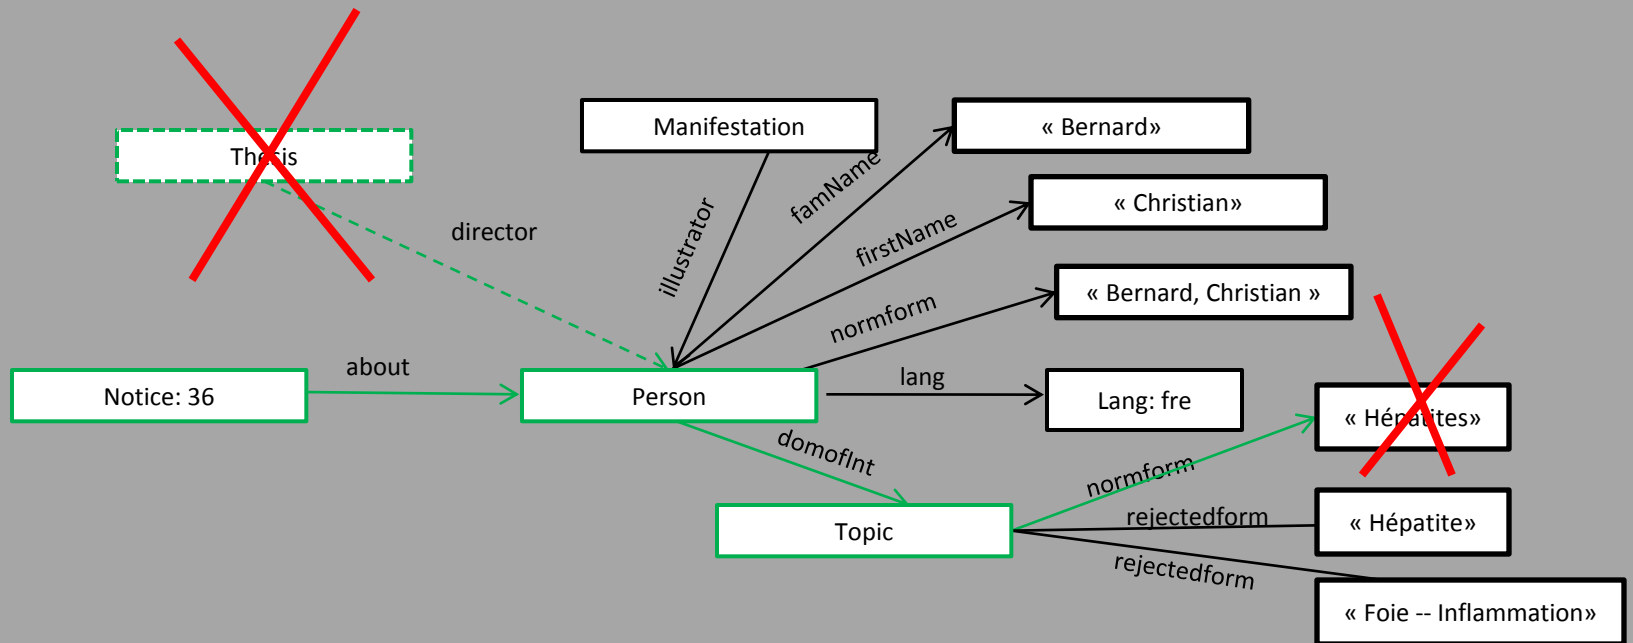 Manifestation
« Bernard»
Thesis
famName
« Christian»
director
illustrator
firstName
« Bernard, Christian »
normform
about
lang
Notice: 36
Person
Lang: fre
« Hépatites»
domofInt
normform
rejectedform
« Hépatite»
Topic
rejectedform
« Foie -- Inflammation»